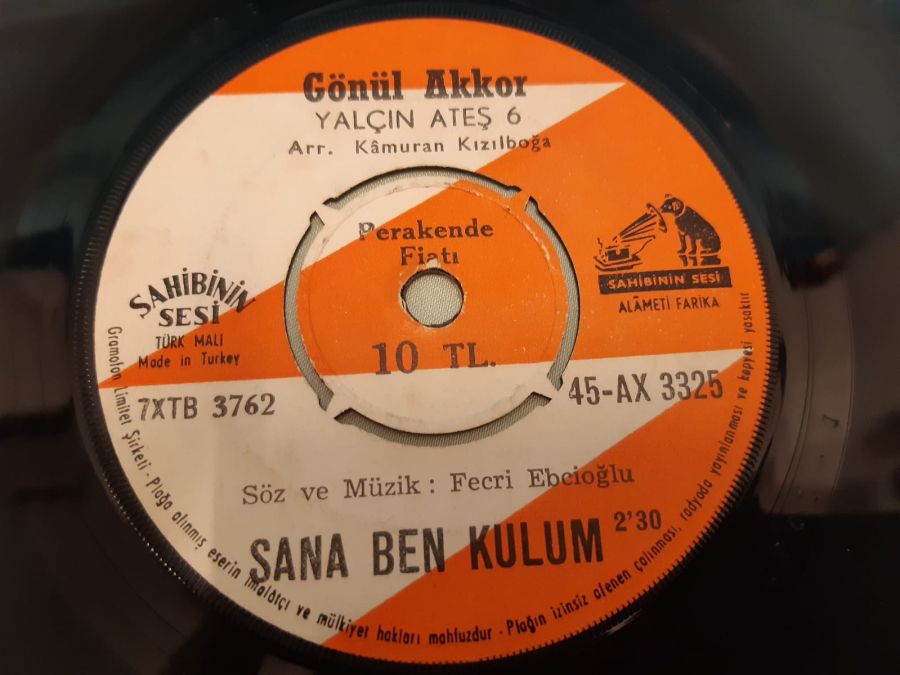 Gönül Akkor
YALÇIN ATEŞ 6
Arr. Kâmuran Kızılboğa
Perakende
Fiatı
10 TL.
SAHİBİNİN
SESİ
TÜRK MALI
Made in Turkey
SAHİBİNİN SESİ
ALÂMETİ FARİKA
7XTB 3762
45-AX 3325
Söz ve Müzik : Fecri Ebcioğlu
SANA BEN KULUM 2'30
Gramofon Limitet Şirketi - Plağa alınmış eserin imalâtçı ve mülkiyet hakları mahfuzdur - Plağın izinsiz alenen çalınması, radyoda yayınlanması ve kopyesi yasaktır